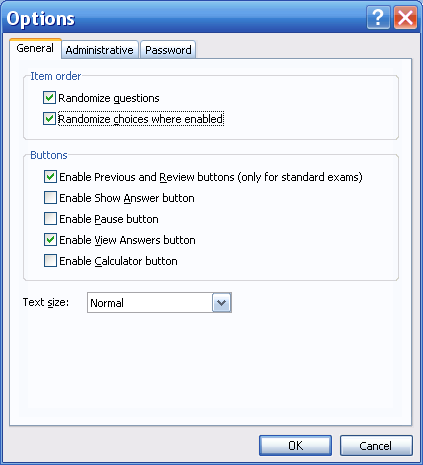 Options
General Administrative Password
Item order
Randomize questions
Randomize choices where enabled
Buttons
Enable Previous and Review buttons (only for standard exams)
Enable Show Answer button
Enable Pause button
Enable View Answers button
Enable Calculator button
Text size: Normal
OK Cancel